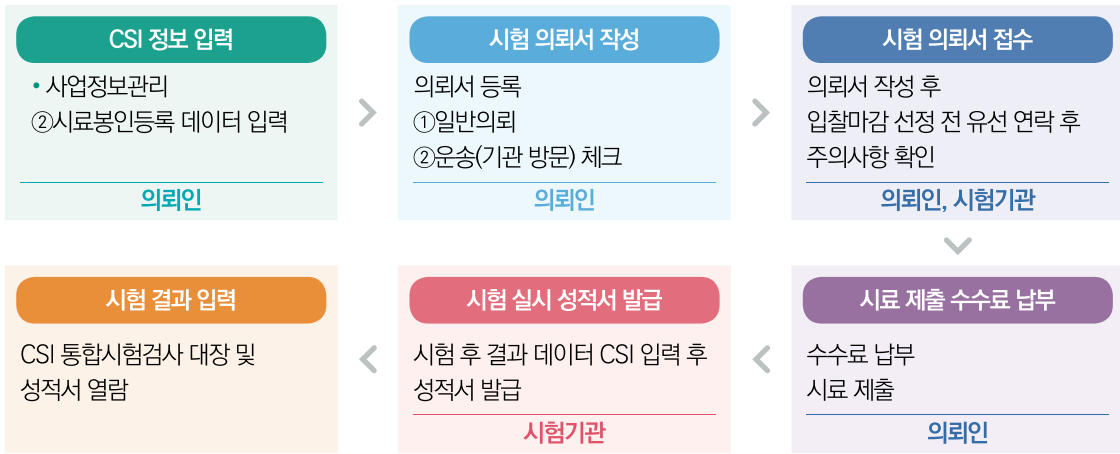 CSI 정보 입력
• 사업정보관리
②시료봉인등록 데이터 입력
의뢰인
시험 의뢰서 작성
의뢰서 등록
①일반의뢰
②운송(기관 방문) 체크
의뢰인
시험 의뢰서 접수
의뢰서 작성 후
입찰마감 선정 전 유선 연락 후
주의사항 확인
의뢰인, 시험기관
시료 제출 수수료 납부
수수료 납부
시료 제출
의뢰인
시험 실시 성적서 발급
시험 후 결과 데이터 CSI 입력 후
성적서 발급
시험기관
시험 결과 입력
CSI 통합시험검사 대장 및
성적서 열람